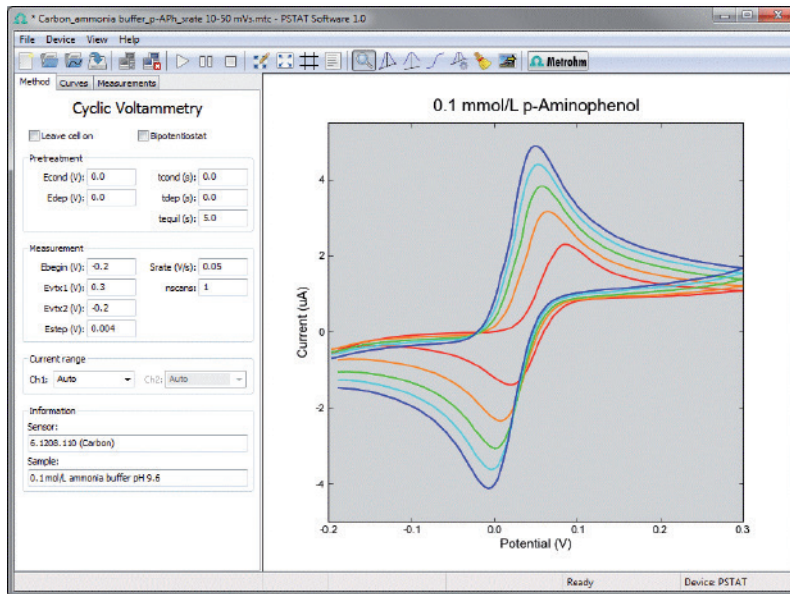 * Carbon_ammonia buffer_p-APh_srate 10-50 mVs.mtc - PSTAT Software 1.0
File Device View Help
Metrohm
Method Curves Measurements
Cyclic Voltammetry
Leave cell on Bipotentiostat
Pretreatment
Econd (V): 0.0 tcond (s): 0.0
Edep (V): 0.0 tdep (s): 0.0
tequil (s): 5.0
Measurement
Ebegin (V): -0.2 Srate (V/s): 0.05
Evtx1 (V): 0.3 nscans: 1
Evtx2 (V): -0.2
Estep (V): 0.004
Current range
Ch1: Auto Ch2: Auto
Information
Sensor:
6.1208.110 (Carbon)
Sample:
0.1mol/L ammonia buffer pH 9.6
0.1 mmol/L p-Aminophenol
4
2
0
-2
-4
Current (uA)
-0.2 -0.1 0.0 0.1 0.2 0.3
Potential (V)
Ready Device: PSTAT